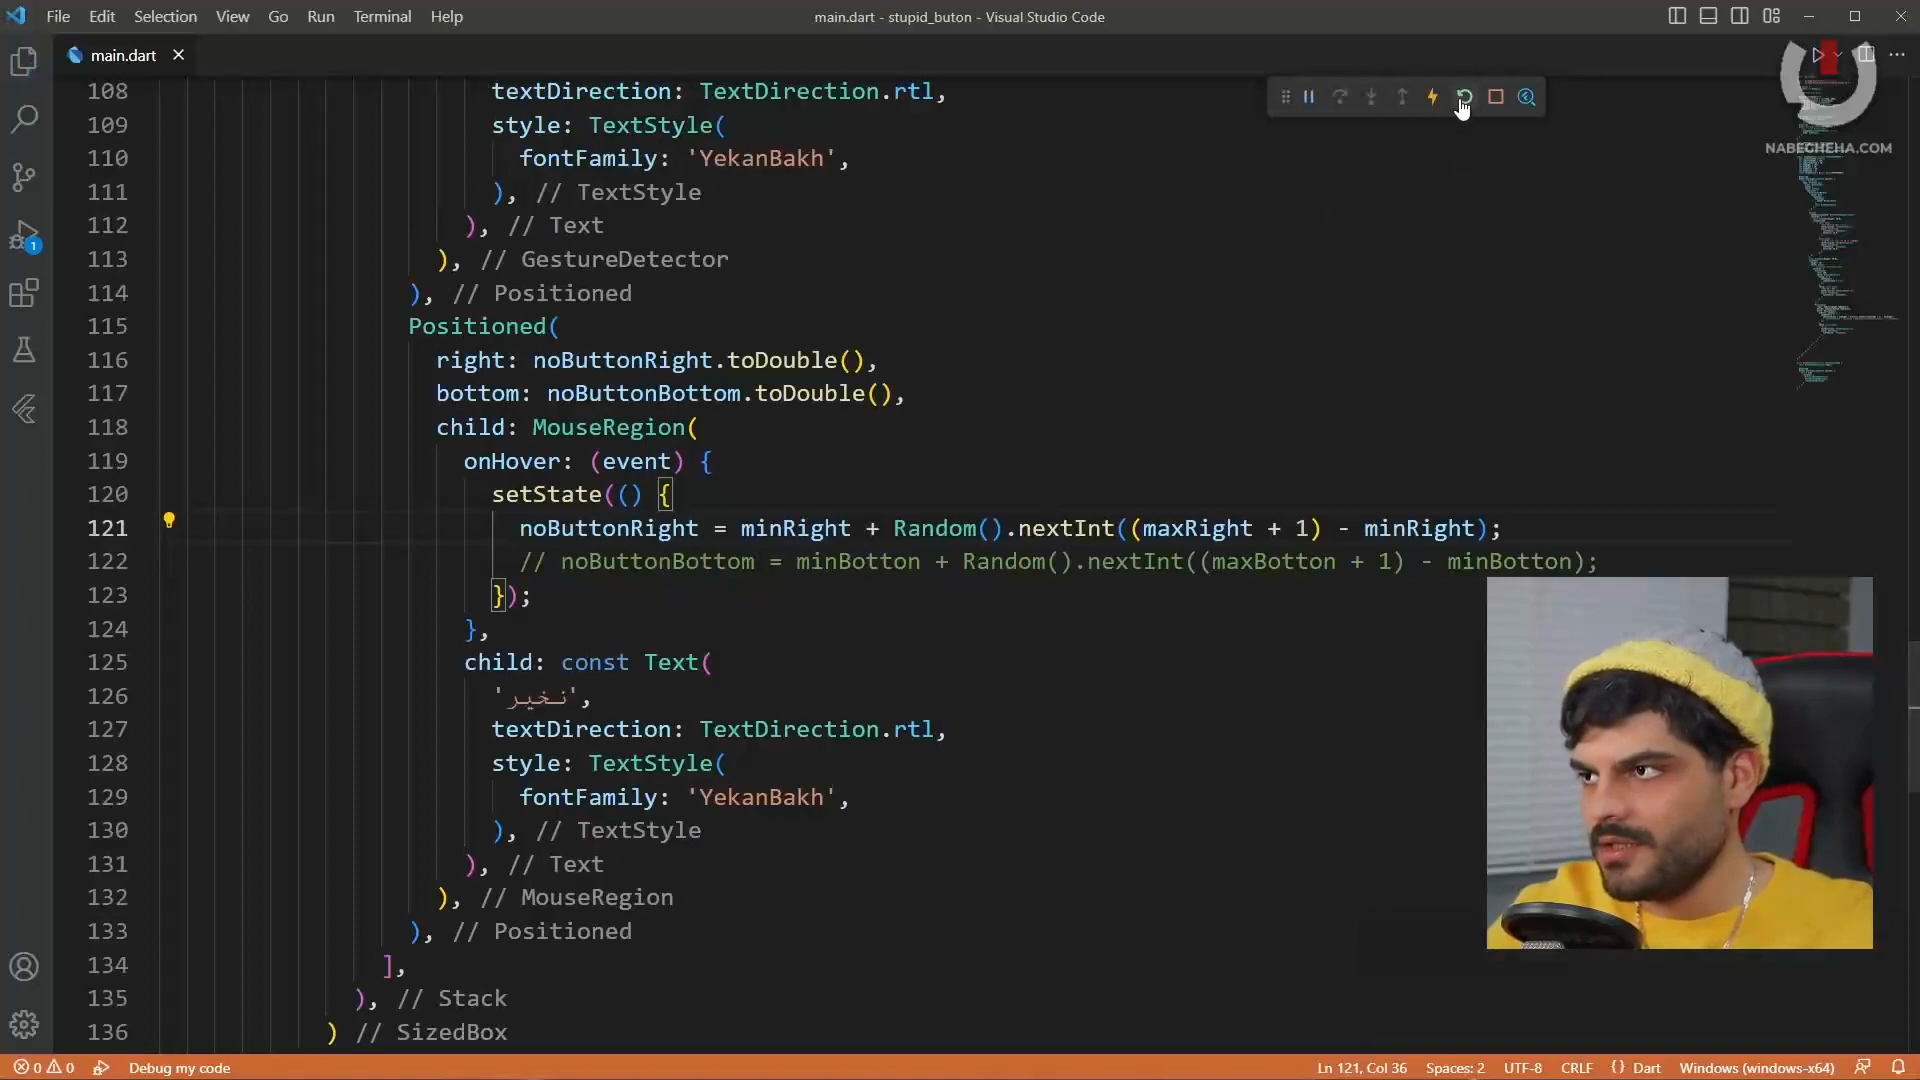 File Edit Selection View Go Run Terminal Help
main.dart - stupid_buton - Visual Studio Code
main.dart
NABEGHEHA.COM
108 textDirection: TextDirection.rtl,
109 style: TextStyle(
110 fontFamily: 'YekanBakh',
111 ), // TextStyle
112 ), // Text
113 ), // GestureDetector
114 ), // Positioned
115 Positioned(
116 right: noButtonRight.toDouble(),
117 bottom: noButtonBottom.toDouble(),
118 child: MouseRegion(
119 onHover: (event) {
120 setState(() {
121 noButtonRight = minRight + Random().nextInt((maxRight + 1) - minRight);
122 // noButtonBottom = minBotton + Random().nextInt((maxBotton + 1) - minBotton);
123 });
124 },
125 child: const Text(
126 'نخیر',
127 textDirection: TextDirection.rtl,
128 style: TextStyle(
129 fontFamily: 'YekanBakh',
130 ), // TextStyle
131 ), // Text
132 ), // MouseRegion
133 ), // Positioned
134 ],
135 ), // Stack
136 ) // SizedBox
1
0 0 Debug my code
Ln 121, Col 36 Spaces: 2 UTF-8 CRLF {} Dart Windows (windows-x64)